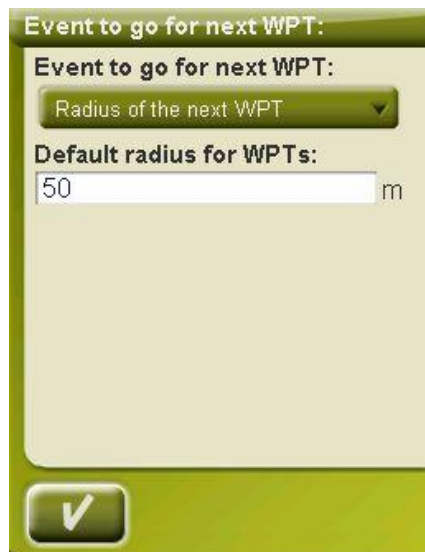 Event to go for next WPT:
Event to go for next WPT:
Radius of the next WPT
Default radius for WPTs:
50 m